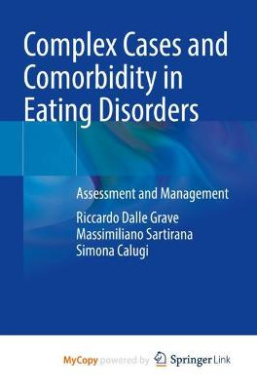 Complex Cases and
Comorbidity in
Eating Disorders
Assessment and Management
Riccardo Dalle Grave
Massimiliano Sartirana
Simona Calugi
MyCopy powered by Springer Link